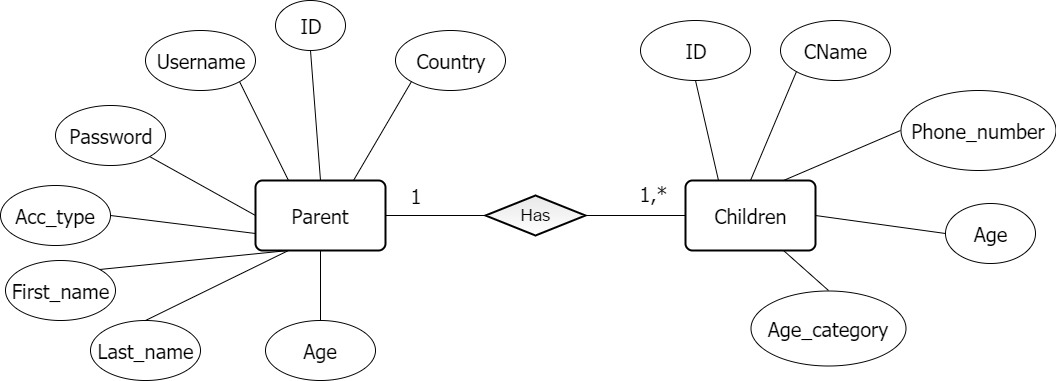 ID
Username
Country
Password
Acc_type
First_name
Last_name
Age
Parent
1
Has
1,*
Children
ID
CName
Phone_number
Age
Age_category